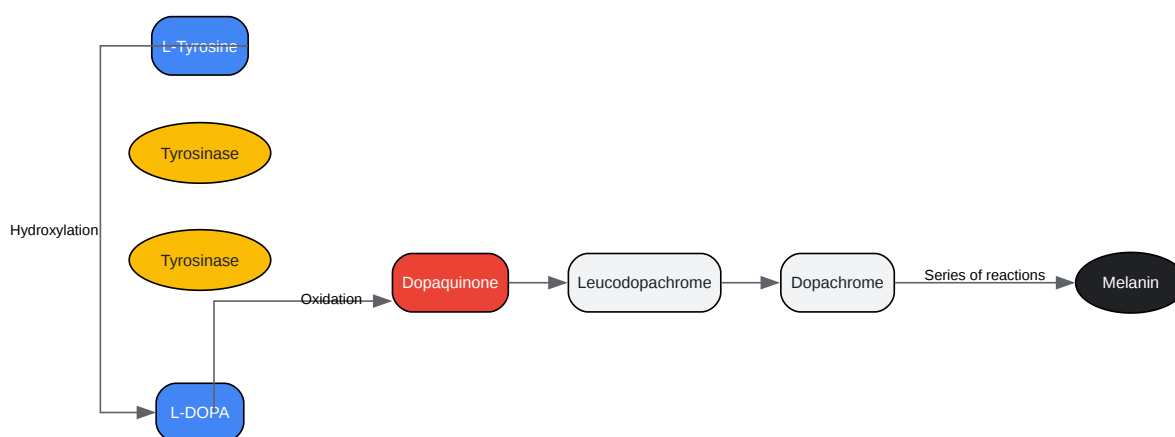 L-Tyrosine
Tyrosinase
Hydroxylation
Tyrosinase
Oxidation
L-DOPA
Dopaquinone
Leucodopachrome
Dopachrome
Series of reactions
Melanin